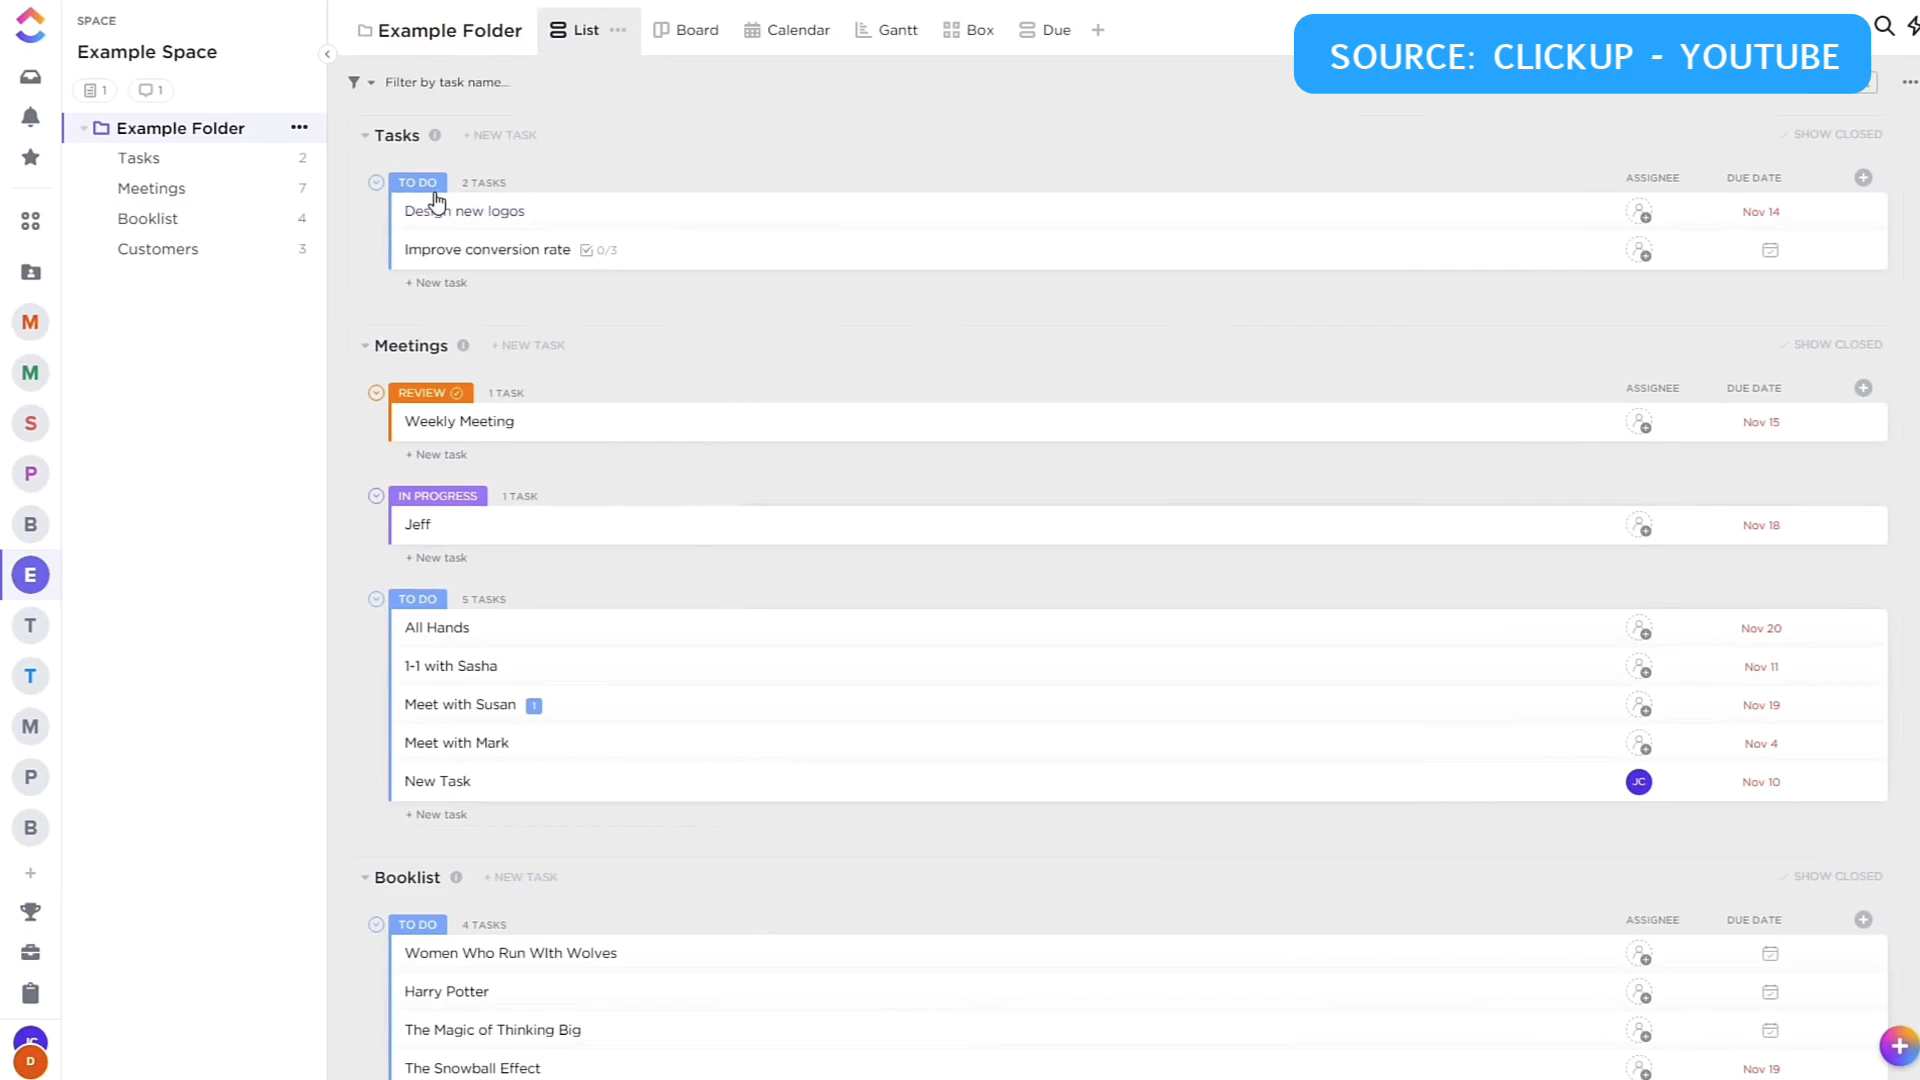 SPACE
Example Space
1 1
Example Folder •••
Tasks 2
Meetings 7
Booklist 4
Customers 3
M
M
S
P
B
E
T
T
M
P
B
JC
D
Example Folder List ••• Board Calendar Gantt Box Due +
SOURCE: CLICKUP - YOUTUBE
Filter by task name...
Tasks + NEW TASK SHOW CLOSED
TO DO 2 TASKS ASSIGNEE DUE DATE
Design new logos Nov 14
Improve conversion rate 0/3
+ New task
Meetings + NEW TASK SHOW CLOSED
REVIEW 1 TASK ASSIGNEE DUE DATE
Weekly Meeting Nov 15
+ New task
IN PROGRESS 1 TASK
Jeff Nov 18
+ New task
TO DO 5 TASKS
All Hands Nov 20
1-1 with Sasha Nov 11
Meet with Susan 1 Nov 19
Meet with Mark Nov 4
New Task JC Nov 10
+ New task
Booklist + NEW TASK SHOW CLOSED
TO DO 4 TASKS ASSIGNEE DUE DATE
Women Who Run WIth Wolves
Harry Potter
The Magic of Thinking Big
The Snowball Effect Nov 19